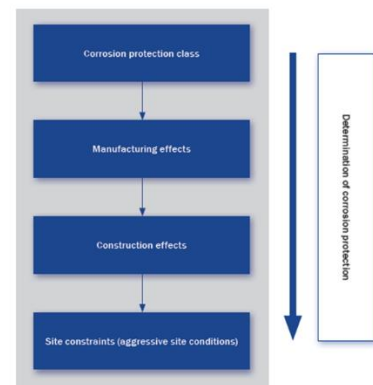 Corrosion protection class
Manufacturing effects
Construction effects
Site constraints (aggressive site conditions)
Determination of corrosion protection